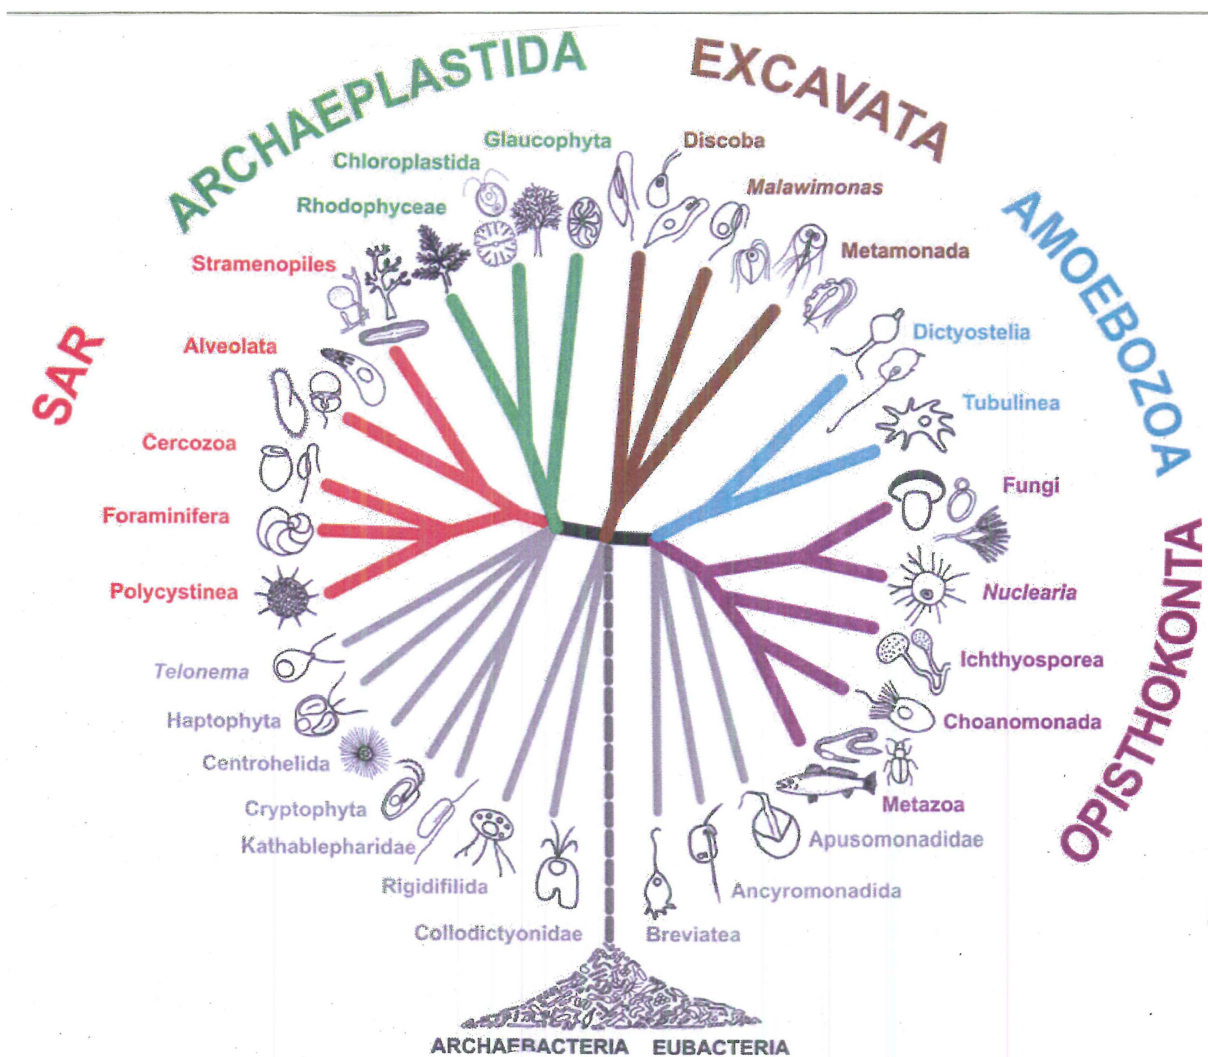 ARCHAEPLASTIDA
EXCAVATA
AMOEBOZOA
OPISTHOKONTA
SAR
Glaucophyta
Chloroplastida
Rhodophyceae
Stramenopiles
Alveolata
Cercozoa
Foraminifera
Polycystinea
Telonema
Haptophyta
Centrohelida
Cryptophyta
Kathablepharidae
Rigidifilida
Collodictyonidae
Discoba
Malawimonas
Metamonada
Dictyostelia
Tubulinea
Fungi
Nuclearia
Ichthyosporea
Choanomonada
Metazoa
Apusomonadidae
Ancyromonadida
Breviatea
ARCHAEBACTERIA EUBACTERIA